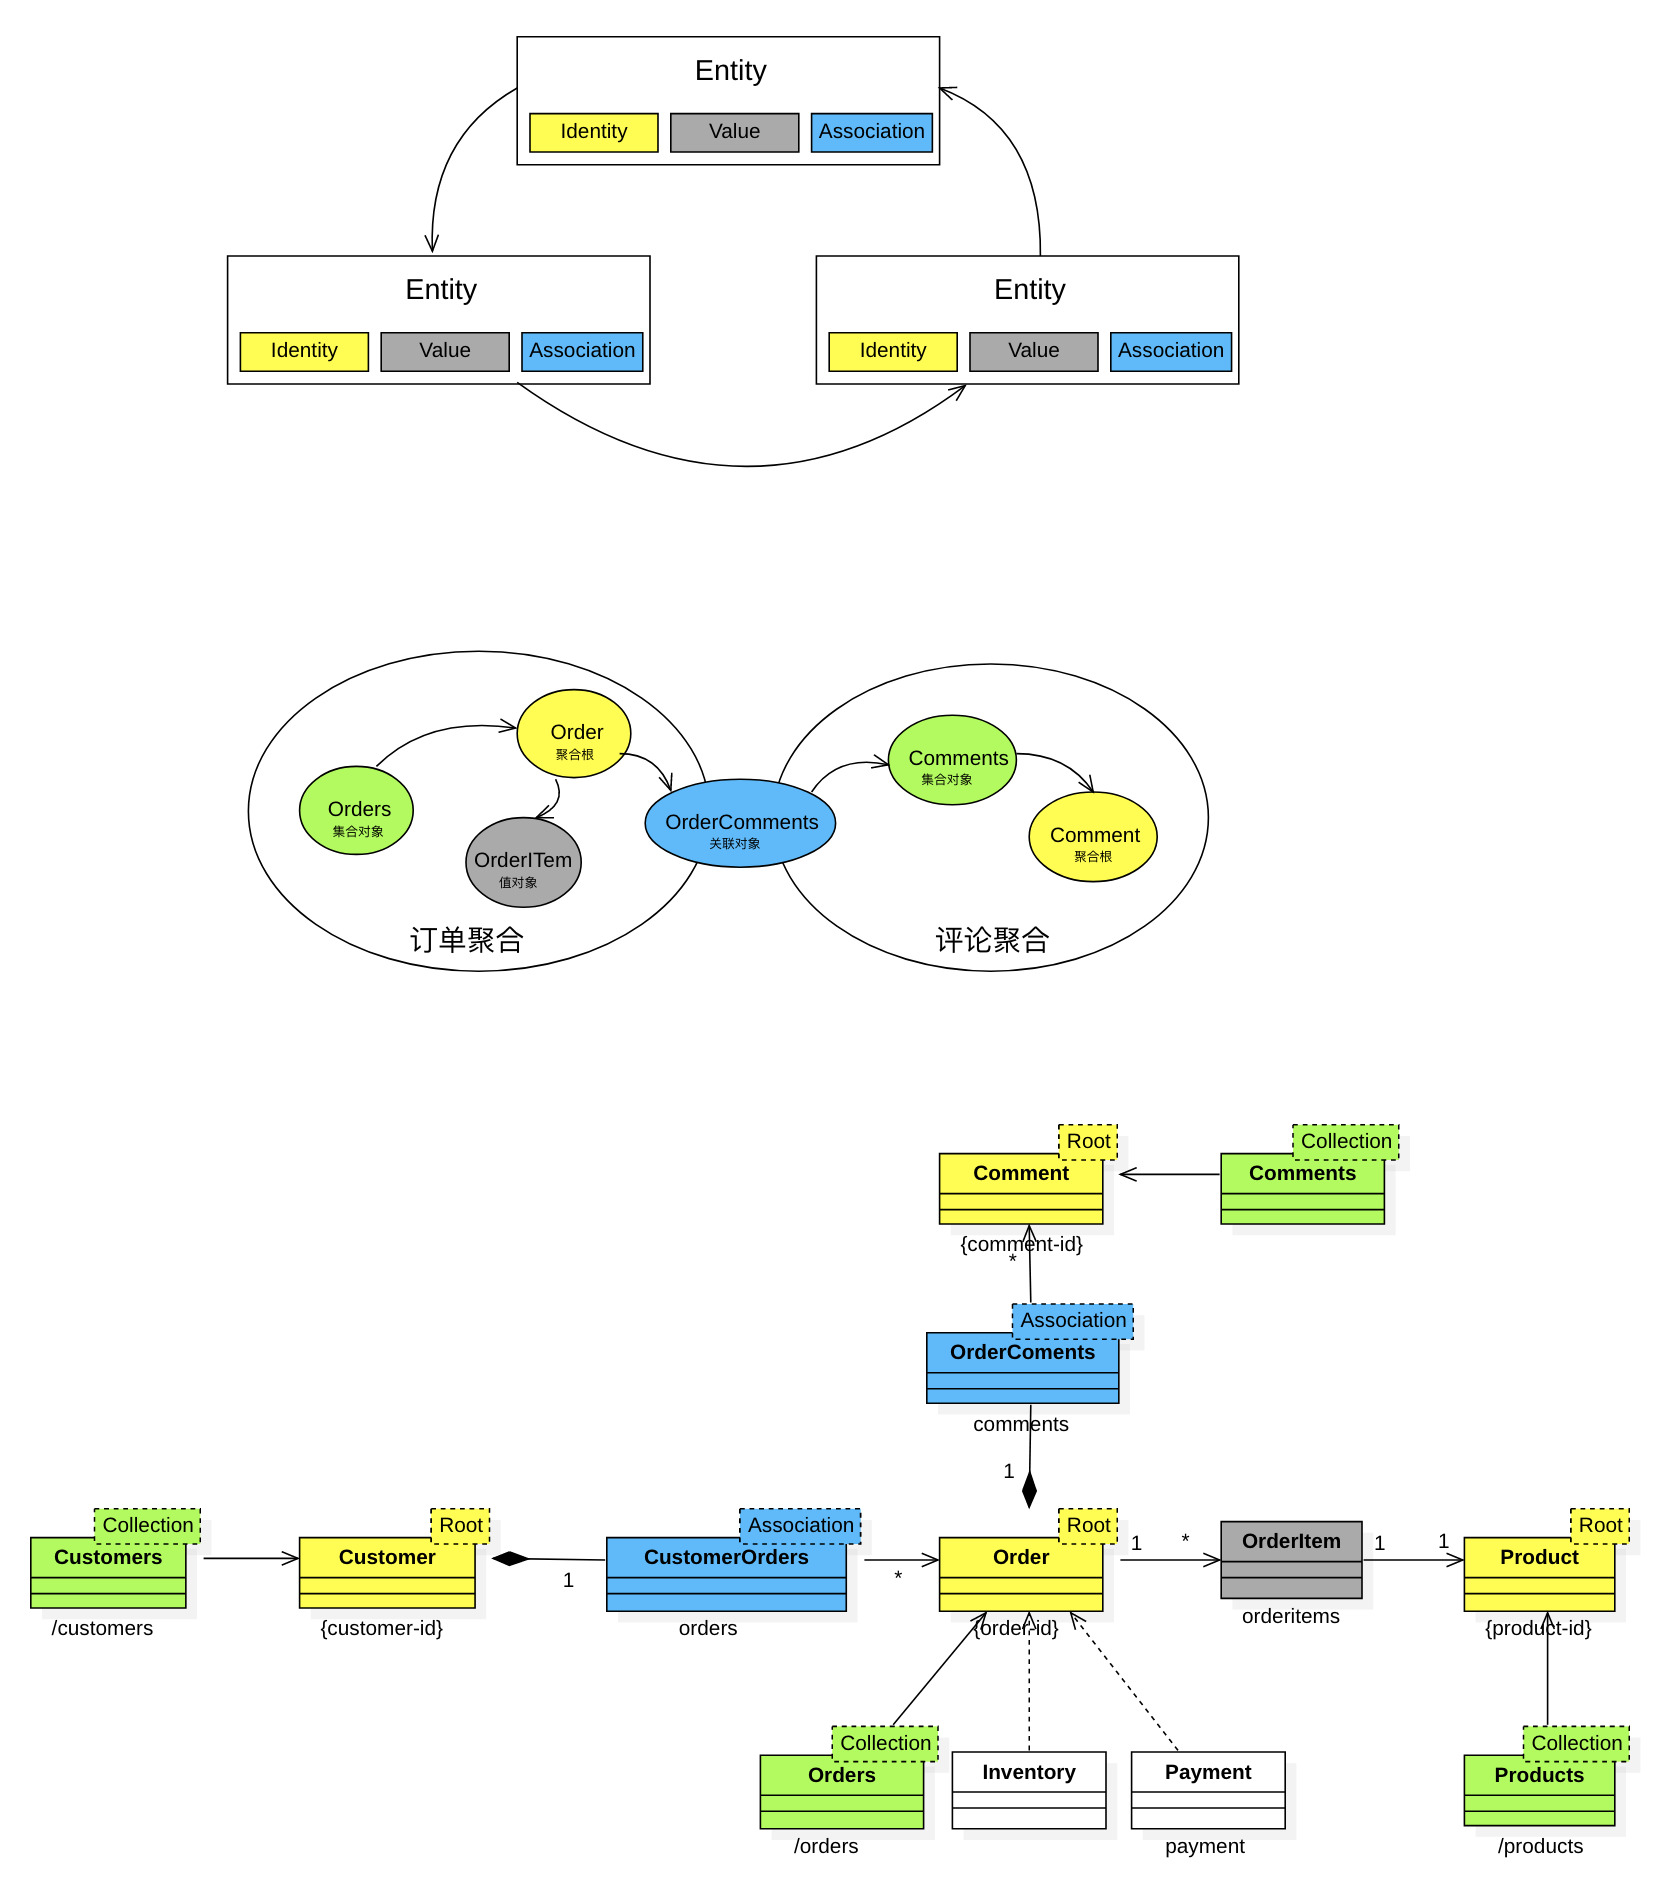 Entity
Identity
Value
Association
Entity
Identity
Value
Association
Entity
Identity
Value
Association
Order
聚合根
Orders
集合对象
OrderITem
值对象
OrderComments
关联对象
Comments
集合对象
Comment
聚合根
订单聚合
评论聚合
Root
Comment
{comment-id}
*
Collection
Comments
Association
OrderComents
comments
1
Collection
Customers
/customers
Root
Customer
{customer-id}
1
Association
CustomerOrders
orders
*
Root
Order
{order-id}
1
*
OrderItem
orderitems
1
1
Root
Product
{product-id}
Collection
Orders
/orders
Inventory
Payment
payment
Collection
Products
/products